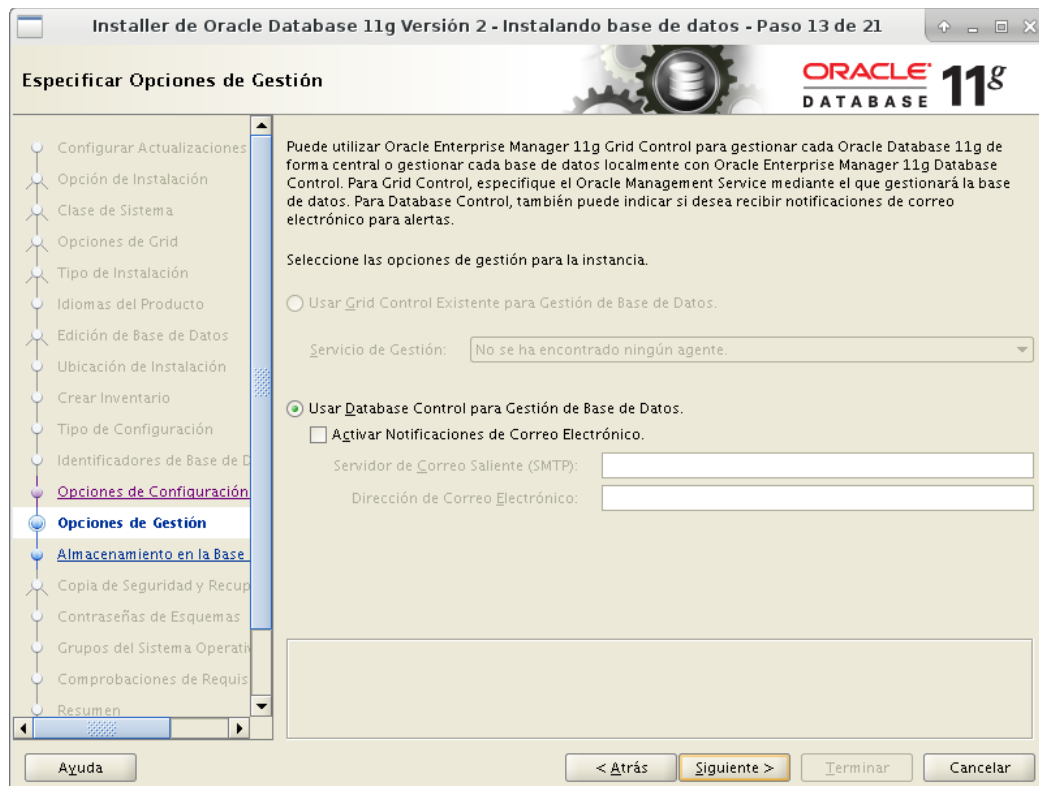 Installer de Oracle Database 11g Versión 2 - Instalando base de datos - Paso 13 de 21
Especificar Opciones de Gestión
ORACLE
DATABASE
11g
Configurar Actualizaciones
Opción de Instalación
Clase de Sistema
Opciones de Grid
Tipo de Instalación
Idiomas del Producto
Edición de Base de Datos
Ubicación de Instalación
Crear Inventario
Tipo de Configuración
Identificadores de Base de D
Opciones de Configuración
Opciones de Gestión
Almacenamiento en la Base
Copia de Seguridad y Recup
Contraseñas de Esquemas
Grupos del Sistema Operativ
Comprobaciones de Requis
Resumen
Puede utilizar Oracle Enterprise Manager 11g Grid Control para gestionar cada Oracle Database 11g de
forma central o gestionar cada base de datos localmente con Oracle Enterprise Manager 11g Database
Control. Para Grid Control, especifique el Oracle Management Service mediante el que gestionará la base
de datos. Para Database Control, también puede indicar si desea recibir notificaciones de correo
electrónico para alertas.
Seleccione las opciones de gestión para la instancia.
Usar Grid Control Existente para Gestión de Base de Datos.
Servicio de Gestión: No se ha encontrado ningún agente.
Usar Database Control para Gestión de Base de Datos.
Activar Notificaciones de Correo Electrónico.
Servidor de Correo Saliente (SMTP):
Dirección de Correo Electrónico:
Ayuda < Atrás Siguiente > Terminar Cancelar